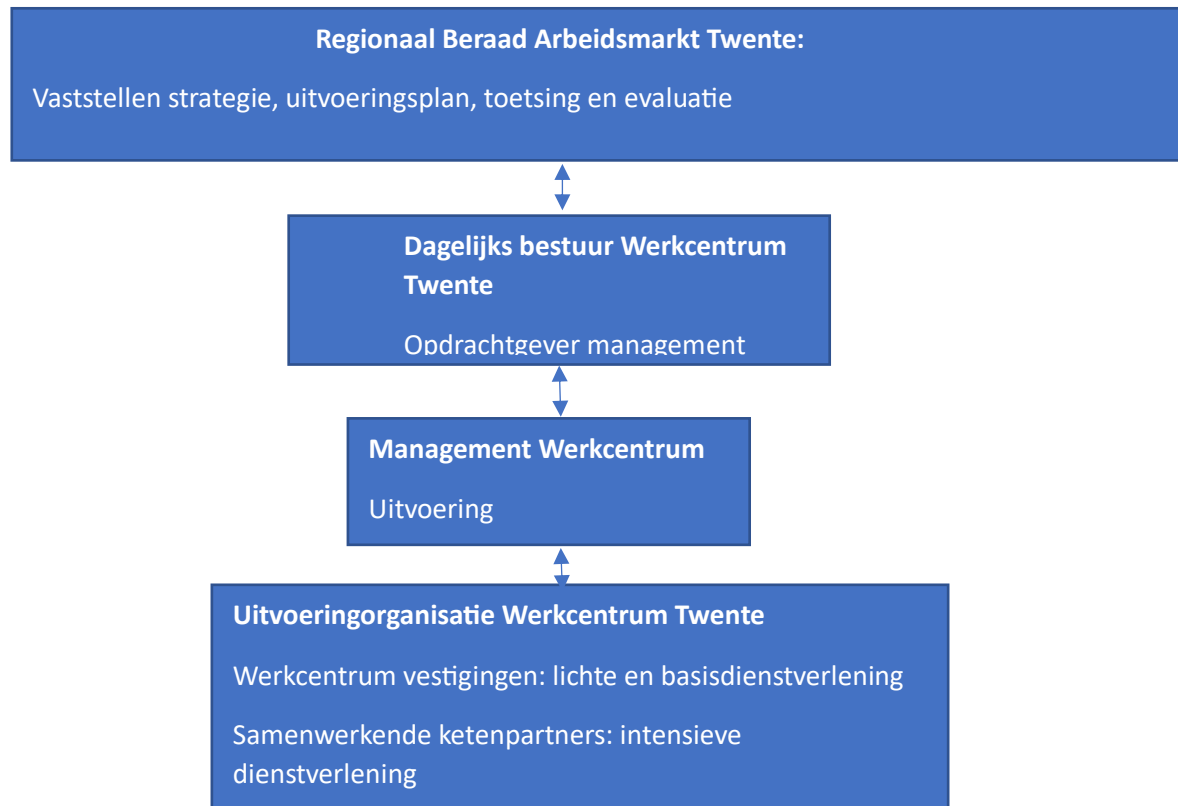 Regionaal Beraad Arbeidsmarkt Twente:
Vaststellen strategie, uitvoeringsplan, toetsing en evaluatie
Dagelijks bestuur Werkcentrum
Twente
Opdrachtgever management
Management Werkcentrum
Uitvoering
Uitvoeringorganisatie Werkcentrum Twente
Werkcentrum vestigingen: lichte en basisdienstverlening
Samenwerkende ketenpartners: intensieve
dienstverlening